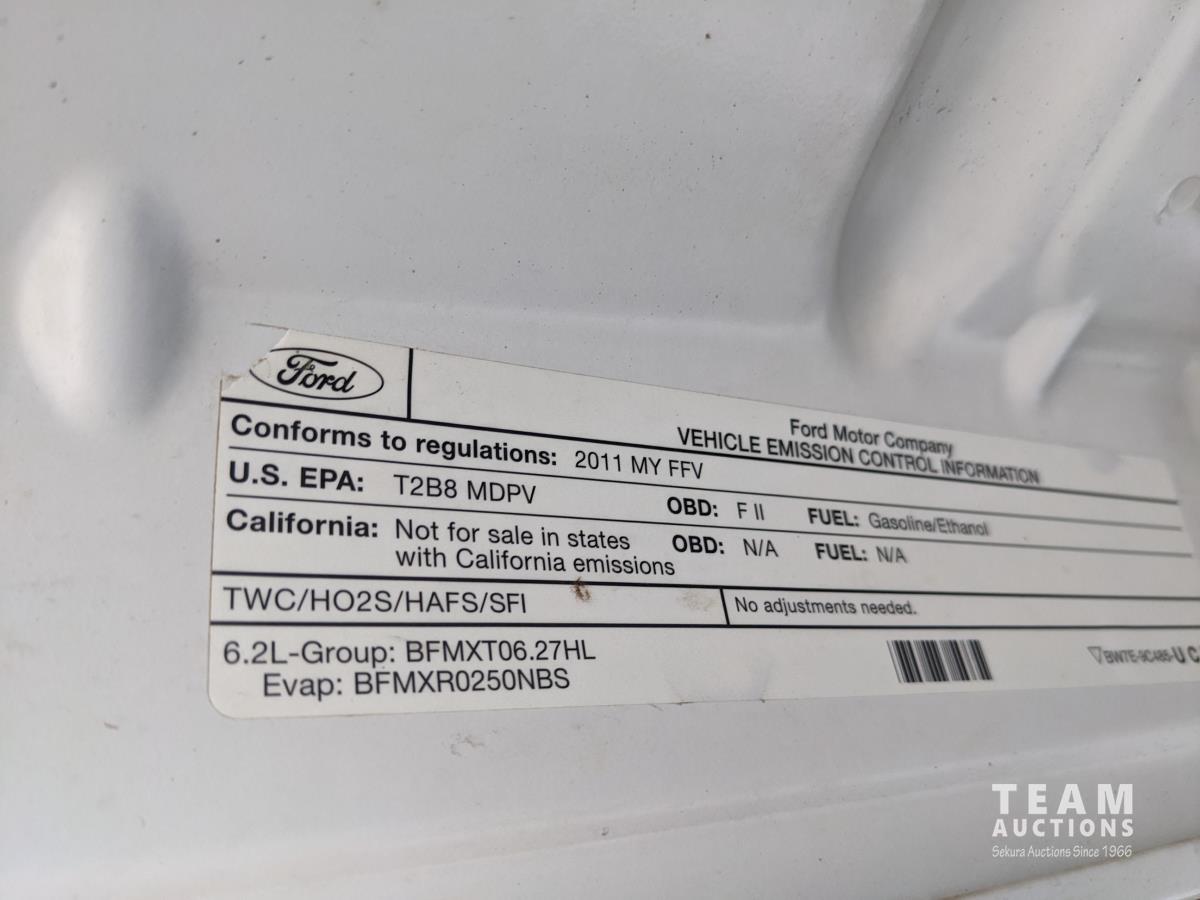 Ford
Ford Motor Company
VEHICLE EMISSION CONTROL INFORMATION
Conforms to regulations: 2011 MY FFV
U.S. EPA: T2B8 MDPV OBD: F II FUEL: Gasoline/Ethanol
California: Not for sale in states
with California emissions OBD: N/A FUEL: N/A
TWC/HO2S/HAFS/SFI No adjustments needed.
6.2L-Group: BFMXT06.27HL
Evap: BFMXR0250NBS
BW7E-9C485-U
TEAM
AUCTIONS
Sekura Auctions Since 1966